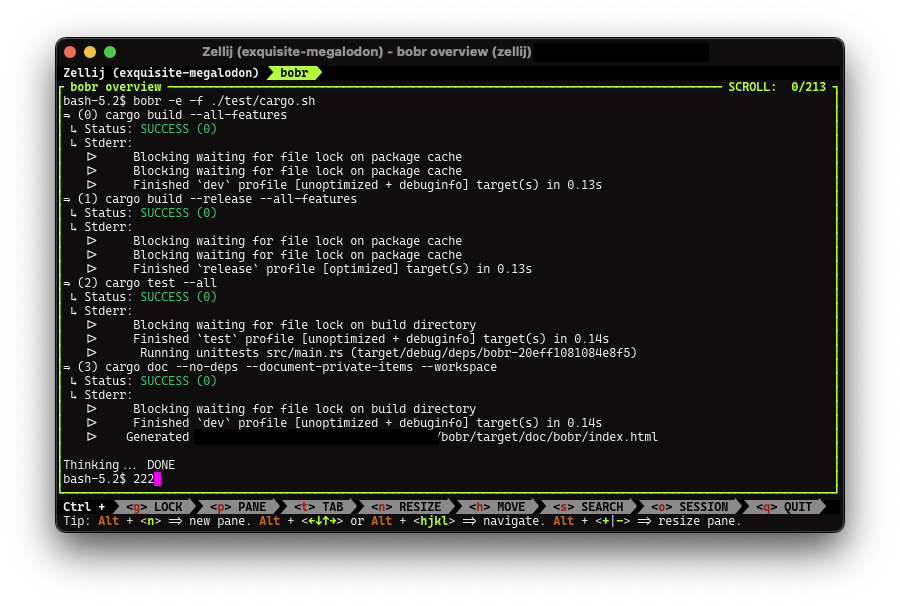 Zellij (exquisite-megalodon) - bobr overview (zellij)
Zellij (exquisite-megalodon) bobr
bobr overview SCROLL: 0/213
bash-5.2$ bobr -e -f ./test/cargo.sh
⇒ (0) cargo build --all-features
↳ Status: SUCCESS (0)
↳ Stderr:
▷ Blocking waiting for file lock on package cache
▷ Blocking waiting for file lock on package cache
▷ Finished `dev` profile [unoptimized + debuginfo] target(s) in 0.13s
⇒ (1) cargo build --release --all-features
↳ Status: SUCCESS (0)
↳ Stderr:
▷ Blocking waiting for file lock on package cache
▷ Blocking waiting for file lock on package cache
▷ Finished `release` profile [optimized] target(s) in 0.13s
⇒ (2) cargo test --all
↳ Status: SUCCESS (0)
↳ Stderr:
▷ Blocking waiting for file lock on build directory
▷ Finished `test` profile [unoptimized + debuginfo] target(s) in 0.14s
▷ Running unittests src/main.rs (target/debug/deps/bobr-20eff1081084e8f5)
⇒ (3) cargo doc --no-deps --document-private-items --workspace
↳ Status: SUCCESS (0)
↳ Stderr:
▷ Blocking waiting for file lock on build directory
▷ Finished `dev` profile [unoptimized + debuginfo] target(s) in 0.14s
▷ Generated /bobr/target/doc/bobr/index.html
Thinking... DONE
bash-5.2$ 222
Ctrl + <g> LOCK <p> PANE <t> TAB <n> RESIZE <h> MOVE <s> SEARCH <o> SESSION <q> QUIT
Tip: Alt + <n> => new pane. Alt + <←↓↑→> or Alt + <hjkl> => navigate. Alt + <+|-> => resize pane.